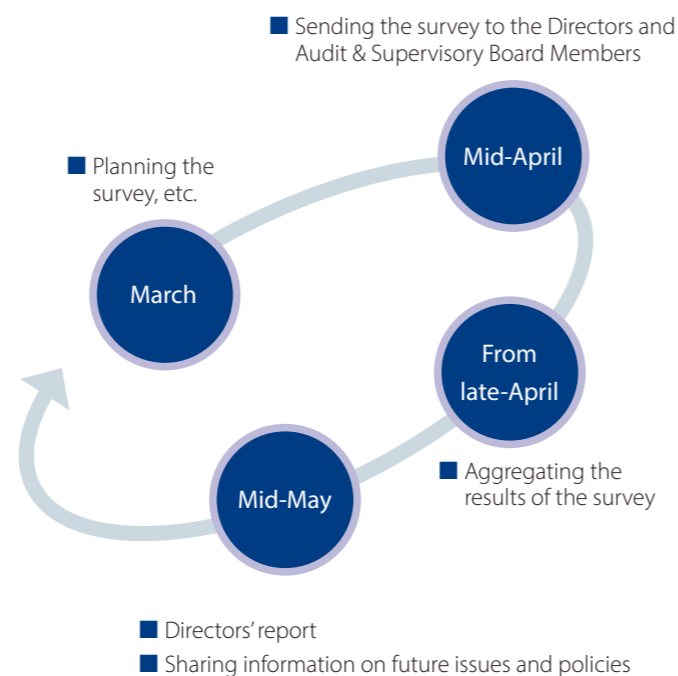 ■ Sending the survey to the Directors and
Audit & Supervisory Board Members
Mid-April
■ Planning the
survey, etc.
March
From
late-April
■ Aggregating the
results of the survey
Mid-May
■ Directors’ report
■ Sharing information on future issues and policies